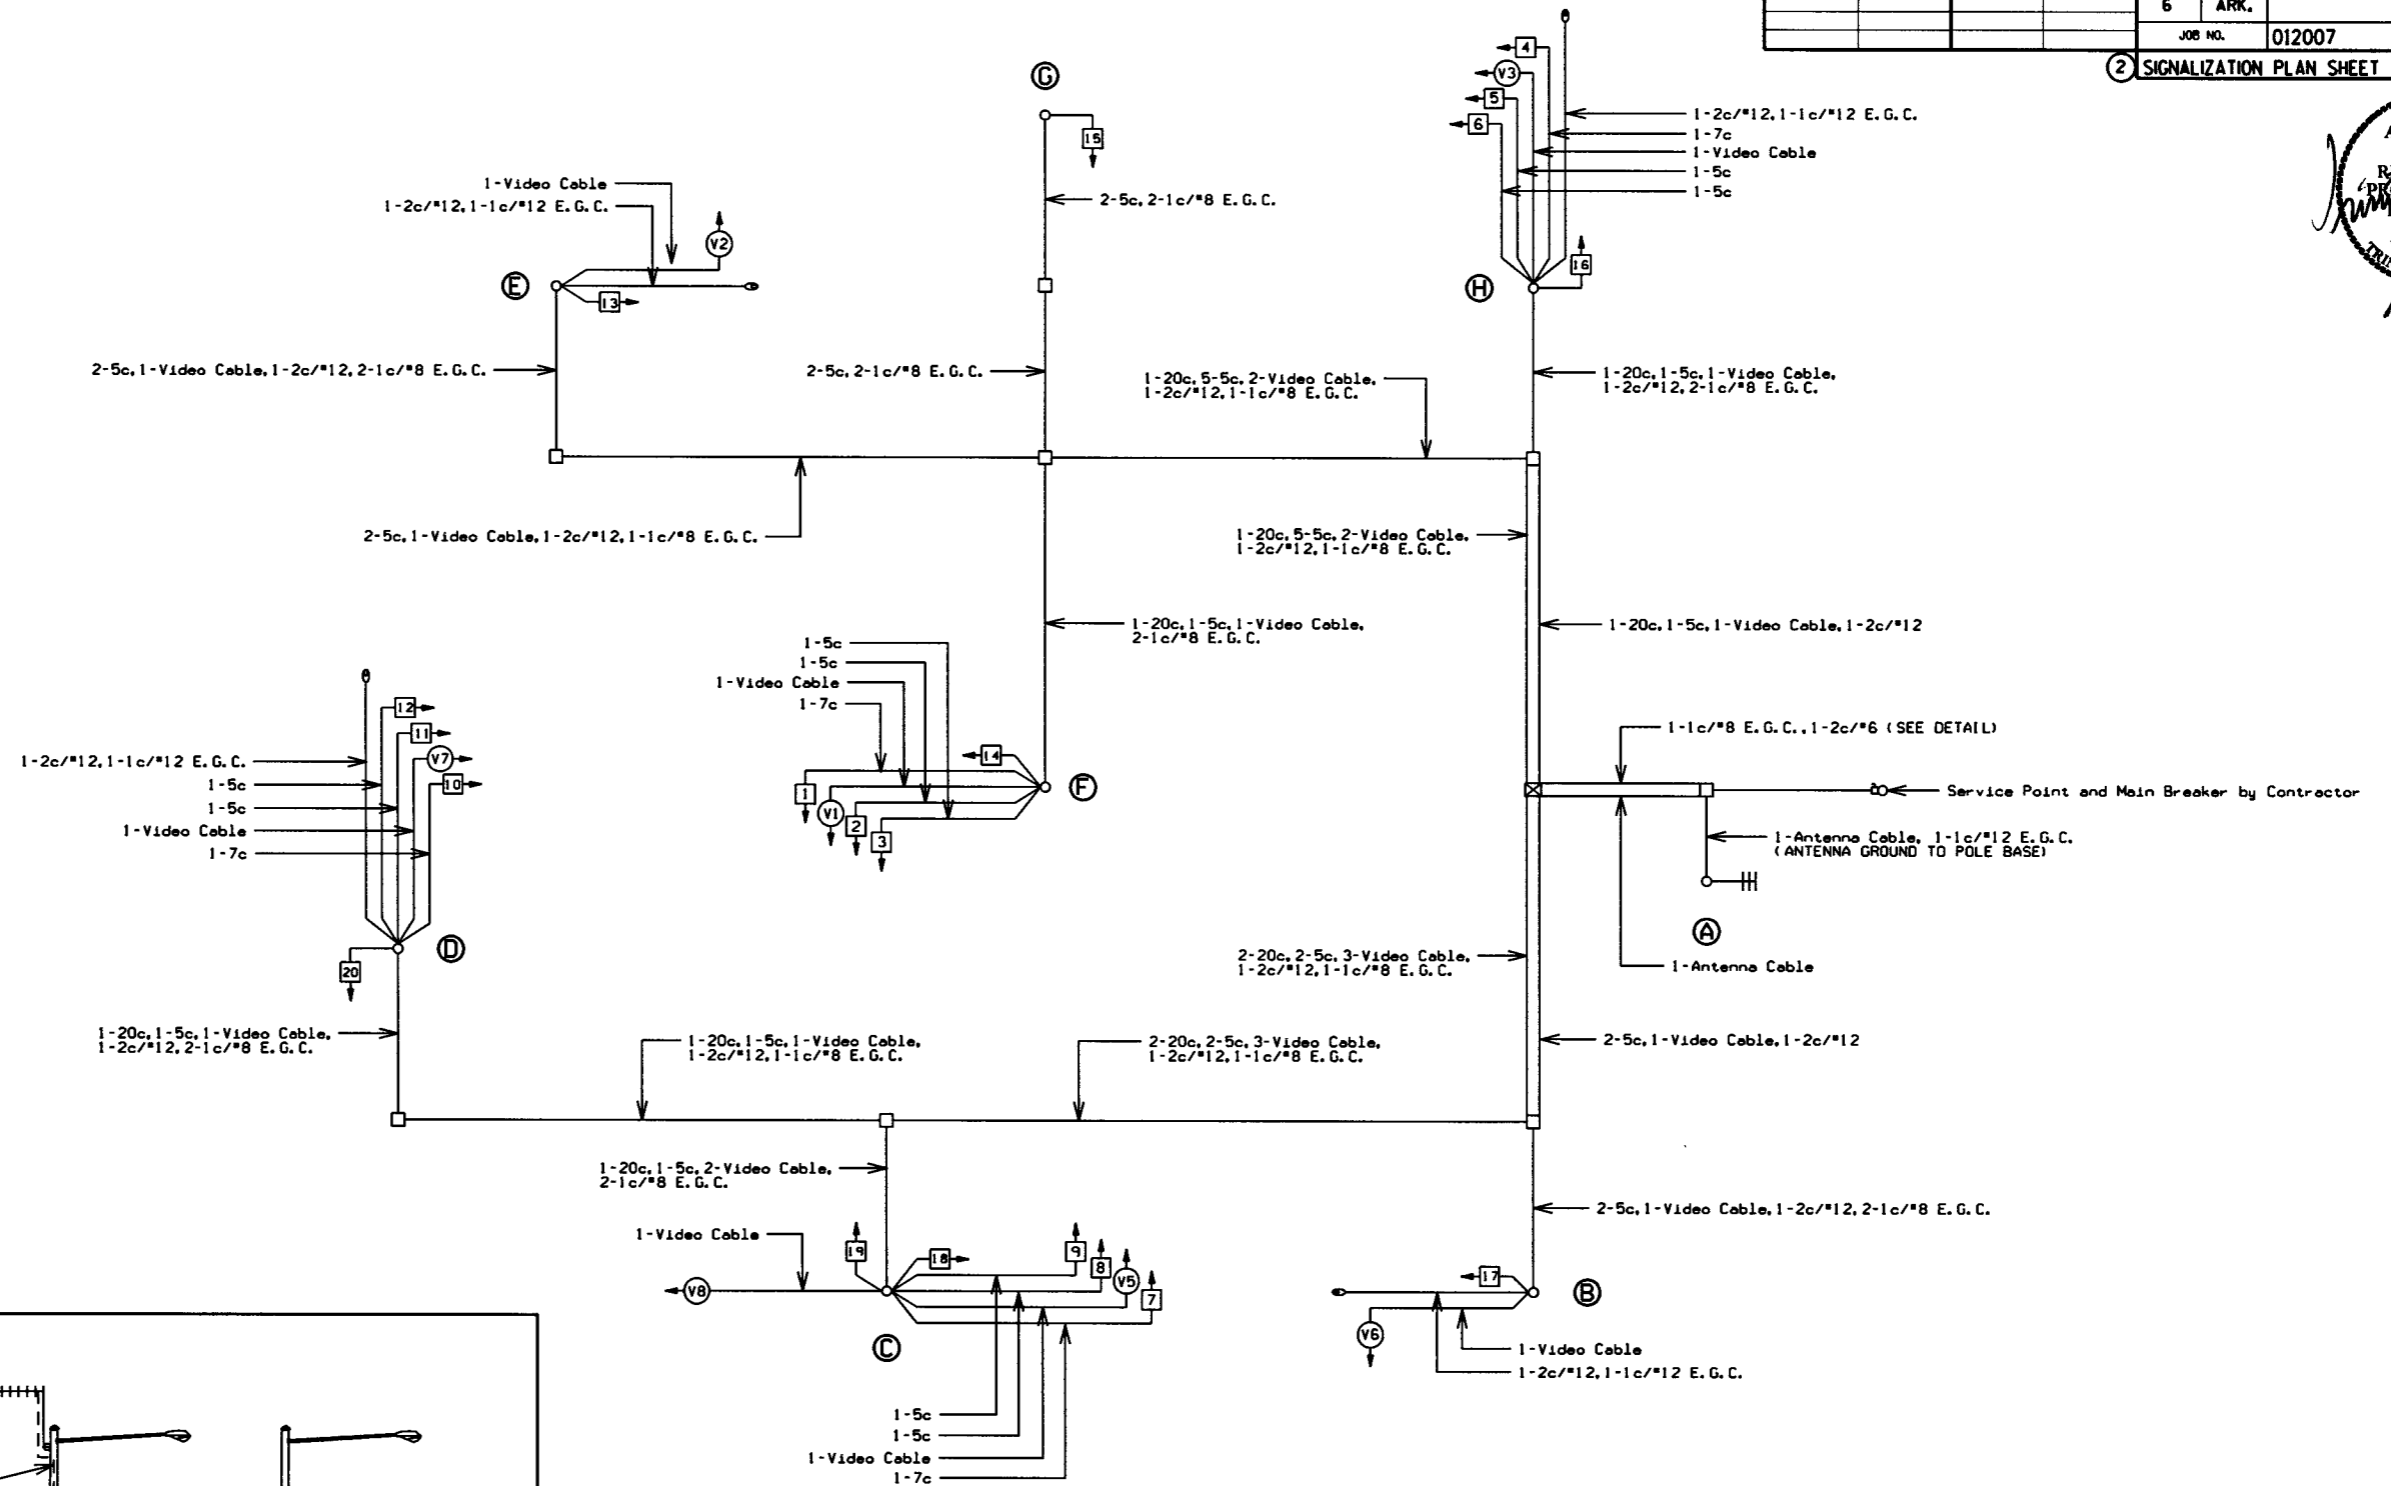 6 ARK.
JOB NO. 012007
2 SIGNALIZATION PLAN SHEET
4
V3
5
6
1-2c/#12,1-1c/#12 E.G.C.
1-7c
1-Video Cable
1-5c
1-5c
G
15
2-5c,2-1c/#8 E.G.C.
1-Video Cable
1-2c/#12,1-1c/#12 E.G.C.
V2
E
13
H
16
2-5c,1-Video Cable,1-2c/#12,2-1c/#8 E.G.C.
2-5c,2-1c/#8 E.G.C.
1-20c,5-5c,2-Video Cable,
1-2c/#12,1-1c/#8 E.G.C.
1-20c,1-5c,1-Video Cable,
1-2c/#12,2-1c/#8 E.G.C.
2-5c,1-Video Cable,1-2c/#12,1-1c/#8 E.G.C.
1-20c,5-5c,2-Video Cable,
1-2c/#12,1-1c/#8 E.G.C.
1-20c,1-5c,1-Video Cable,
2-1c/#8 E.G.C.
1-20c,1-5c,1-Video Cable,1-2c/#12
1-5c
1-5c
1-Video Cable
1-7c
14
1
V1
2
3
F
12
11
V7
10
1-2c/#12,1-1c/#12 E.G.C.
1-5c
1-5c
1-Video Cable
1-7c
20
D
1-1c/#8 E.G.C.,1-2c/#6 (SEE DETAIL)
Service Point and Main Breaker by Contractor
1-Antenna Cable, 1-1c/#12 E.G.C.
(ANTENNA GROUND TO POLE BASE)
A
1-Antenna Cable
2-20c,2-5c,3-Video Cable,
1-2c/#12,1-1c/#8 E.G.C.
1-20c,1-5c,1-Video Cable,
1-2c/#12,2-1c/#8 E.G.C.
1-20c,1-5c,1-Video Cable,
1-2c/#12,1-1c/#8 E.G.C.
2-20c,2-5c,3-Video Cable,
1-2c/#12,1-1c/#8 E.G.C.
2-5c,1-Video Cable,1-2c/#12
1-20c,1-5c,2-Video Cable,
2-1c/#8 E.G.C.
1-Video Cable
V8
19
18
9
8
V5
7
C
1-5c
1-5c
1-Video Cable
1-7c
2-5c,1-Video Cable,1-2c/#12,2-1c/#8 E.G.C.
17
B
V6
1-Video Cable
1-2c/#12,1-1c/#12 E.G.C.